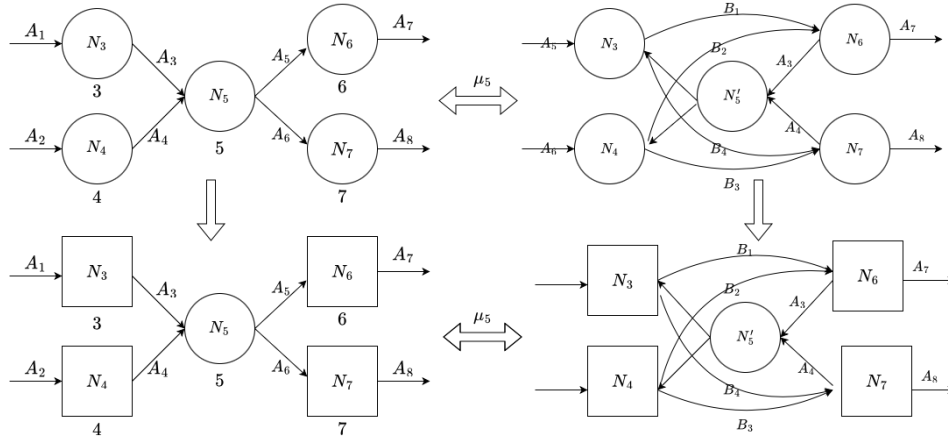 A₁ N₃ A₃ 3
A₂ N₄ A₄ 4
N₅ 5
A₅ N₆ A₇ 6
A₆ N₇ A₈ 7
μ₅
A₅ N₃ B₁ N₆ A₇
B₂ A₃
N₅′
A₆ N₄ B₄ A₄ N₇ A₈
B₃
A₁ N₃ A₃ 3
A₂ N₄ A₄ 4
N₅ 5
A₅ N₆ A₇ 6
A₆ N₇ A₈ 7
μ₅
N₃ B₁ N₆ A₇
B₂ A₃
N₅′
N₄ B₄ A₄ N₇ A₈
B₃